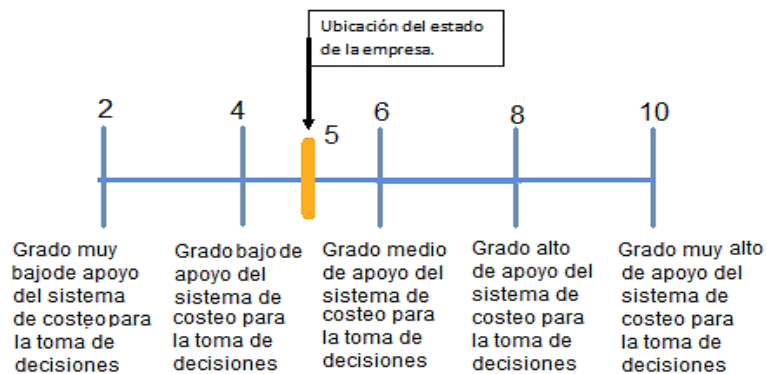 Ubicación del estado
de la empresa.
2
4
5
6
8
10
Grado muy
bajode apoyo
del sistema
de costeopara
la toma de
decisiones
Grado bajo de
apoyo del
sistema de
costeo para
la toma de
decisiones
Grado medio
de apoyo del
sistema de
costeo para
la toma de
decisiones
Grado alto
de apoyo del
sistema de
costeo para
la toma de
decisiones
Grado muy alto
de apoyo del
sistema de
costeo para
la toma de
decisiones